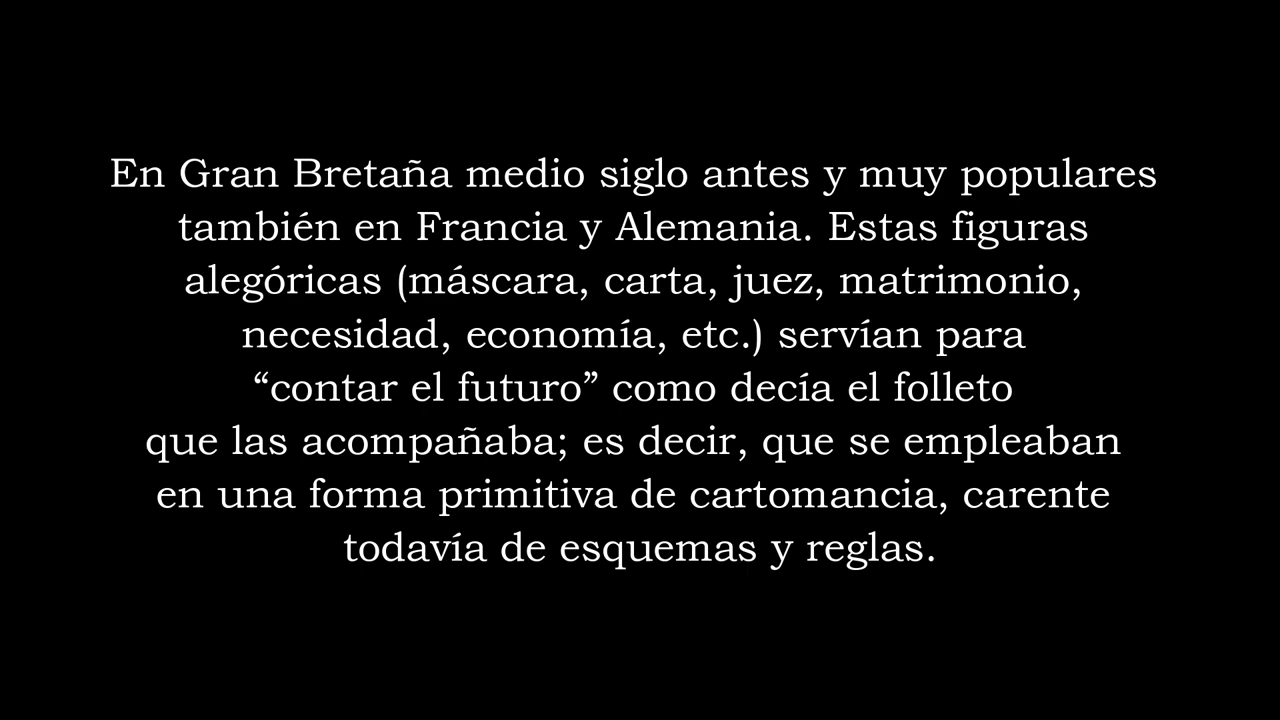 En Gran Bretaña medio siglo antes y muy populares
también en Francia y Alemania. Estas figuras
alegóricas (máscara, carta, juez, matrimonio,
necesidad, economía, etc.) servían para
“contar el futuro” como decía el folleto
que las acompañaba; es decir, que se empleaban
en una forma primitiva de cartomancia, carente
todavía de esquemas y reglas.